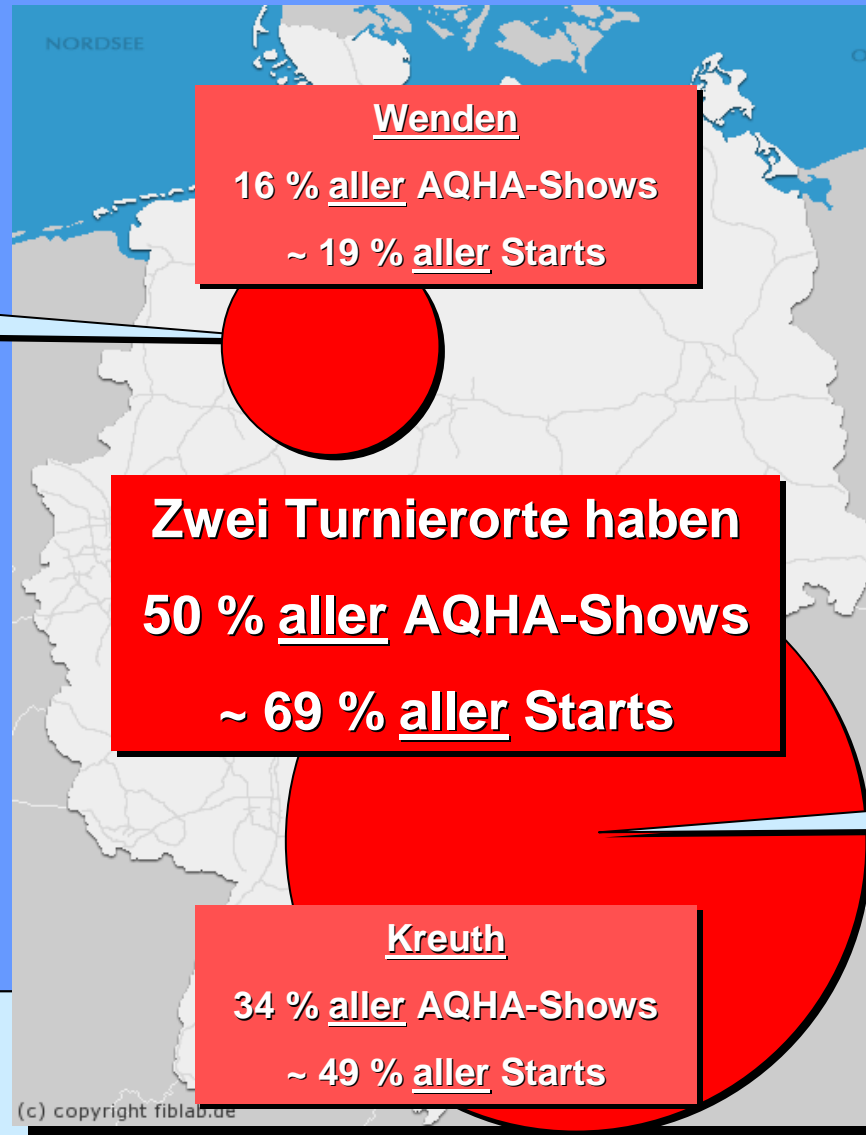 NORDSEE
Wenden
16 % aller AQHA-Shows
~ 19 % aller Starts
Zwei Turnierorte haben
50 % aller AQHA-Shows
~ 69 % aller Starts
Kreuth
34 % aller AQHA-Shows
~ 49 % aller Starts
(c) copyright fiblab.de